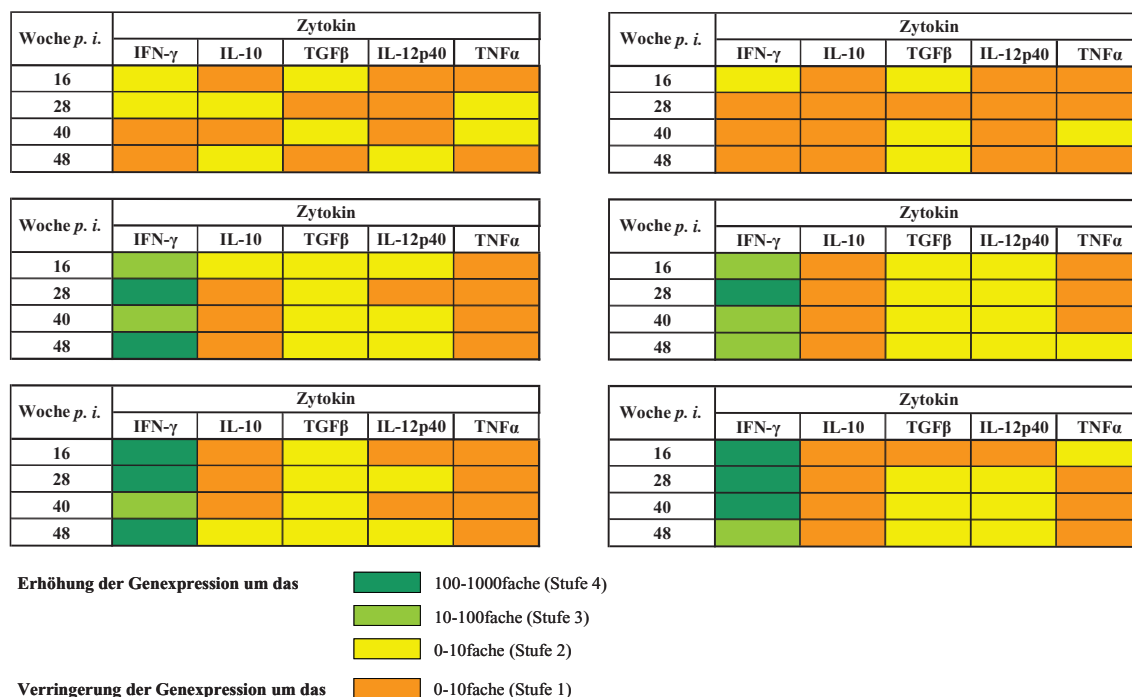 Woche p. i. Zytokin
IFN-γ IL-10 TGFβ IL-12p40 TNFα
16
28
40
48
Woche p. i. Zytokin
IFN-γ IL-10 TGFβ IL-12p40 TNFα
16
28
40
48
Woche p. i. Zytokin
IFN-γ IL-10 TGFβ IL-12p40 TNFα
16
28
40
48
Woche p. i. Zytokin
IFN-γ IL-10 TGFβ IL-12p40 TNFα
16
28
40
48
Woche p. i. Zytokin
IFN-γ IL-10 TGFβ IL-12p40 TNFα
16
28
40
48
Woche p. i. Zytokin
IFN-γ IL-10 TGFβ IL-12p40 TNFα
16
28
40
48
Erhöhung der Genexpression um das 100-1000fache (Stufe 4)
10-100fache (Stufe 3)
0-10fache (Stufe 2)
Verringerung der Genexpression um das 0-10fache (Stufe 1)